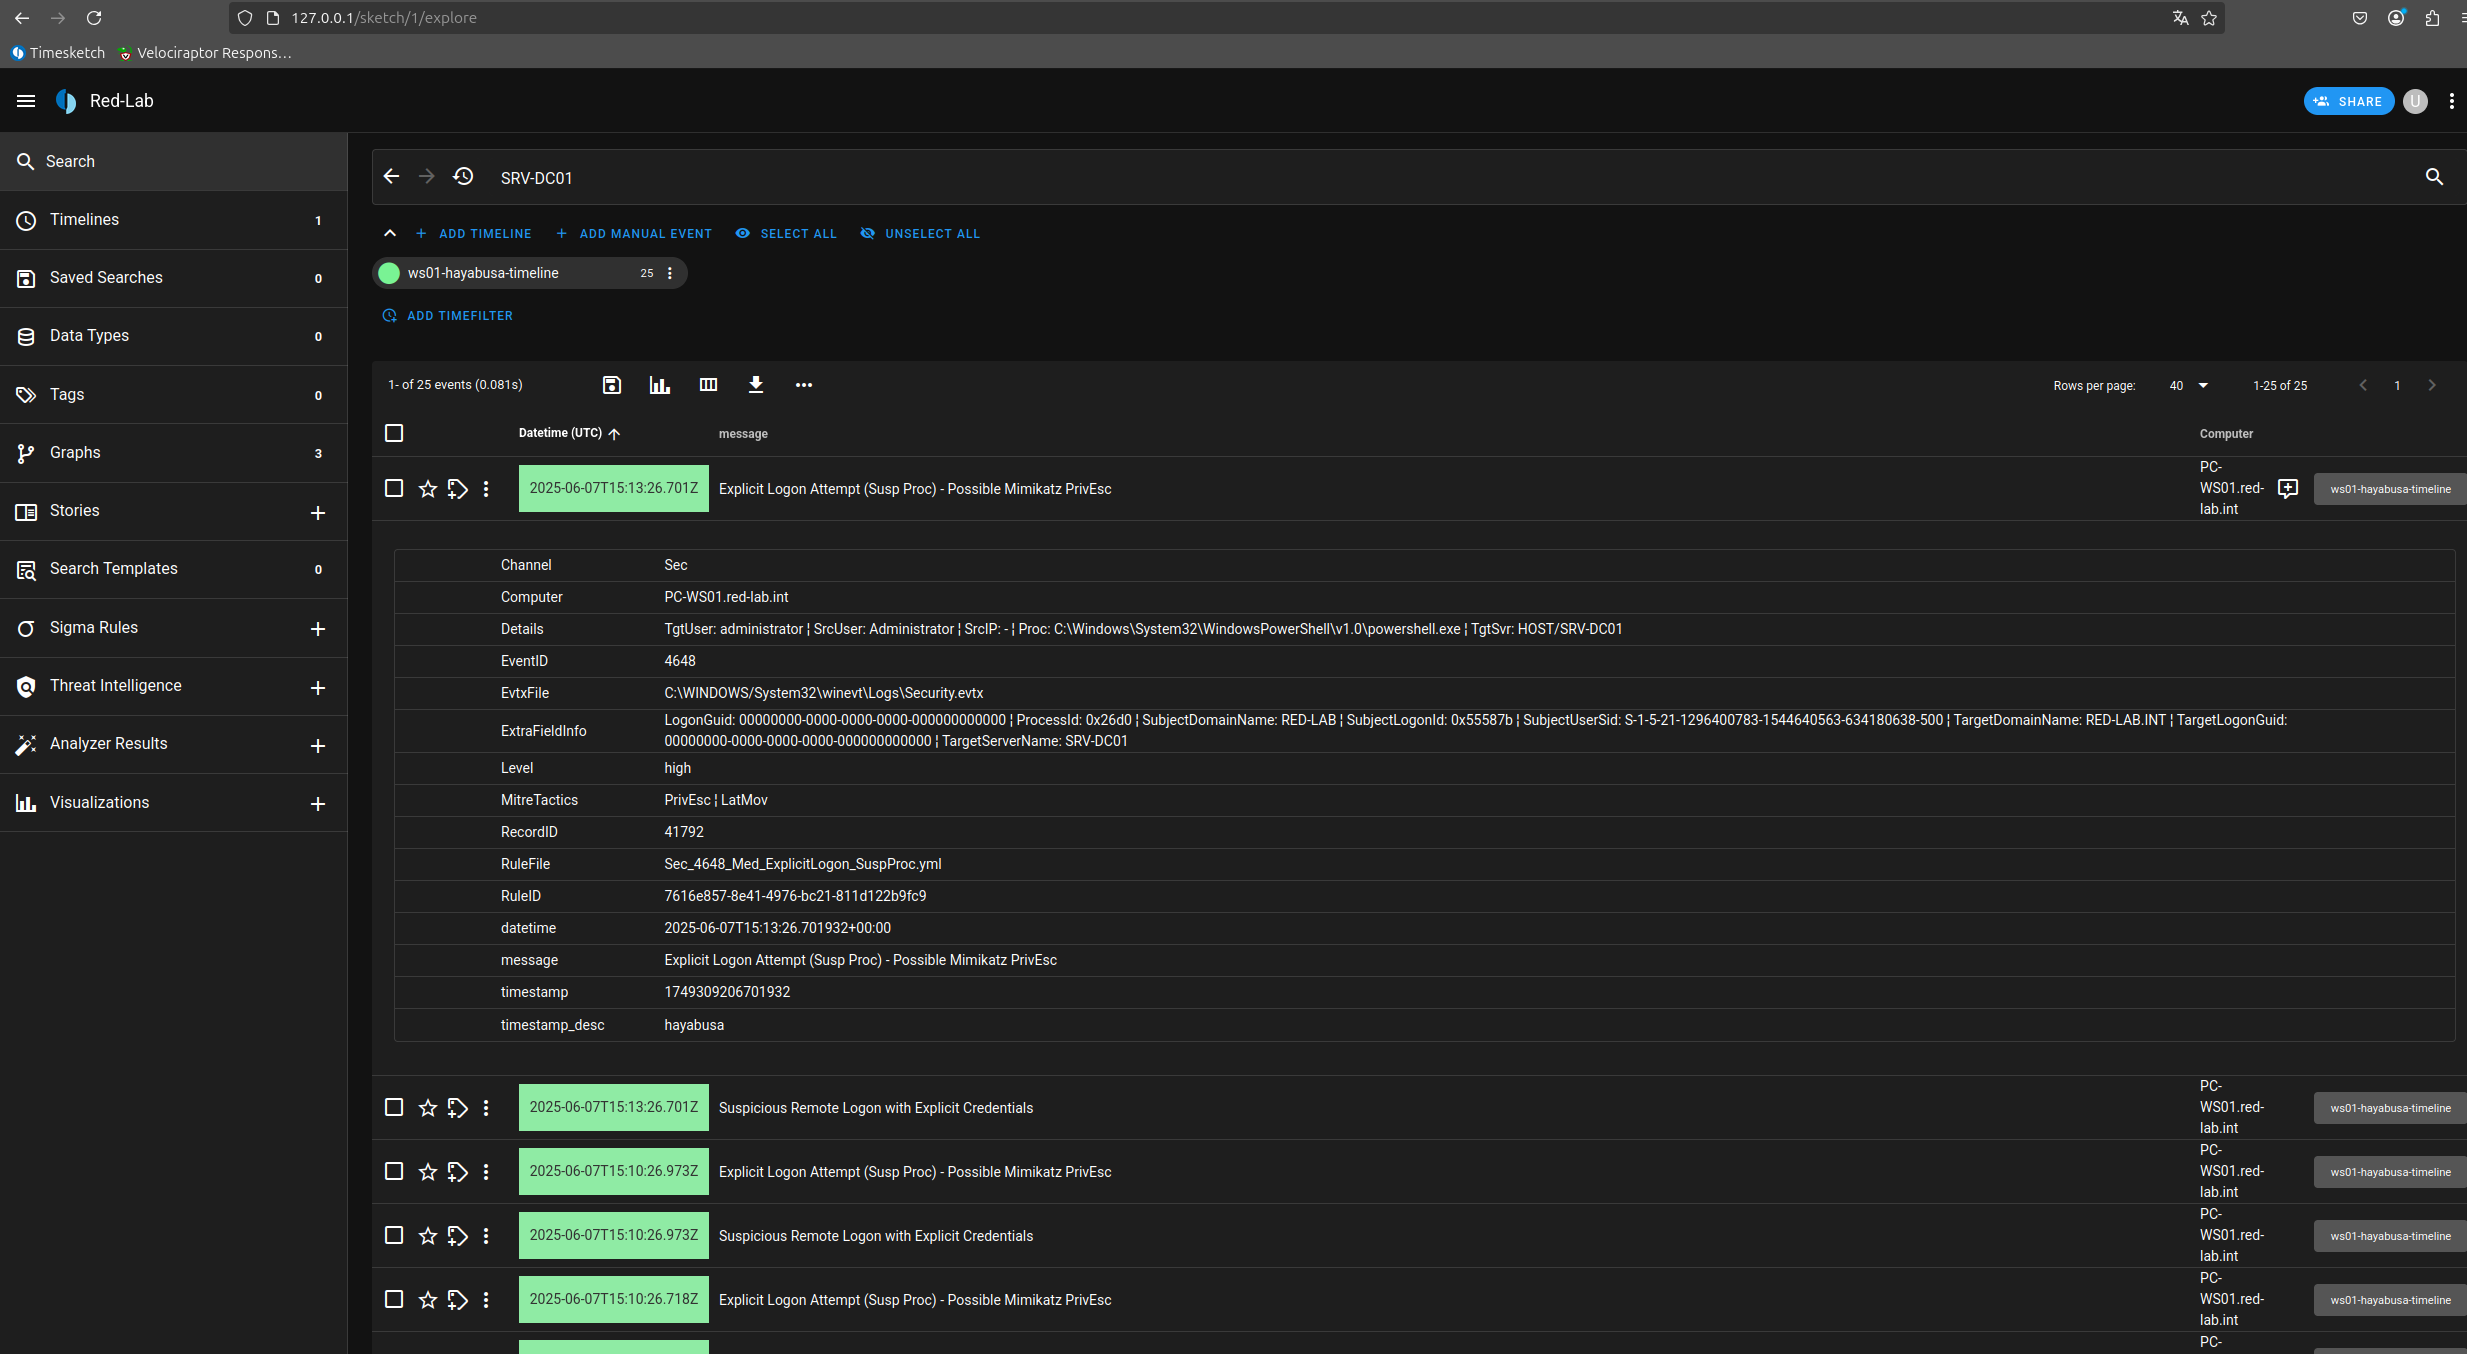 127.0.0.1/sketch/1/explore
Timesketch Velociraptor Respons…
Red-Lab
SHARE U
Search
Timelines 1
Saved Searches 0
Data Types 0
Tags 0
Graphs 3
Stories
Search Templates 0
Sigma Rules
Threat Intelligence
Analyzer Results
Visualizations
SRV-DC01
ADD TIMELINE ADD MANUAL EVENT SELECT ALL UNSELECT ALL
ws01-hayabusa-timeline 25
ADD TIMEFILTER
1- of 25 events (0.081s) Rows per page: 40 1-25 of 25 1
Datetime (UTC) message Computer
2025-06-07T15:13:26.701Z Explicit Logon Attempt (Susp Proc) - Possible Mimikatz PrivEsc PC-WS01.red-lab.int ws01-hayabusa-timeline
Channel Sec
Computer PC-WS01.red-lab.int
Details TgtUser: administrator ¦ SrcUser: Administrator ¦ SrcIP: - ¦ Proc: C:\Windows\System32\WindowsPowerShell\v1.0\powershell.exe ¦ TgtSvr: HOST/SRV-DC01
EventID 4648
EvtxFile C:\WINDOWS/System32\winevt\Logs\Security.evtx
ExtraFieldInfo LogonGuid: 00000000-0000-0000-0000-000000000000 ¦ ProcessId: 0x26d0 ¦ SubjectDomainName: RED-LAB ¦ SubjectLogonId: 0x55587b ¦ SubjectUserSid: S-1-5-21-1296400783-1544640563-634180638-500 ¦ TargetDomainName: RED-LAB.INT ¦ TargetLogonGuid:
00000000-0000-0000-0000-000000000000 ¦ TargetServerName: SRV-DC01
Level high
MitreTactics PrivEsc ¦ LatMov
RecordID 41792
RuleFile Sec_4648_Med_ExplicitLogon_SuspProc.yml
RuleID 7616e857-8e41-4976-bc21-811d122b9fc9
datetime 2025-06-07T15:13:26.701932+00:00
message Explicit Logon Attempt (Susp Proc) - Possible Mimikatz PrivEsc
timestamp 1749309206701932
timestamp_desc hayabusa
2025-06-07T15:13:26.701Z Suspicious Remote Logon with Explicit Credentials PC-WS01.red-lab.int ws01-hayabusa-timeline
2025-06-07T15:10:26.973Z Explicit Logon Attempt (Susp Proc) - Possible Mimikatz PrivEsc PC-WS01.red-lab.int ws01-hayabusa-timeline
2025-06-07T15:10:26.973Z Suspicious Remote Logon with Explicit Credentials PC-WS01.red-lab.int ws01-hayabusa-timeline
2025-06-07T15:10:26.718Z Explicit Logon Attempt (Susp Proc) - Possible Mimikatz PrivEsc PC-WS01.red-lab.int ws01-hayabusa-timeline
PC-